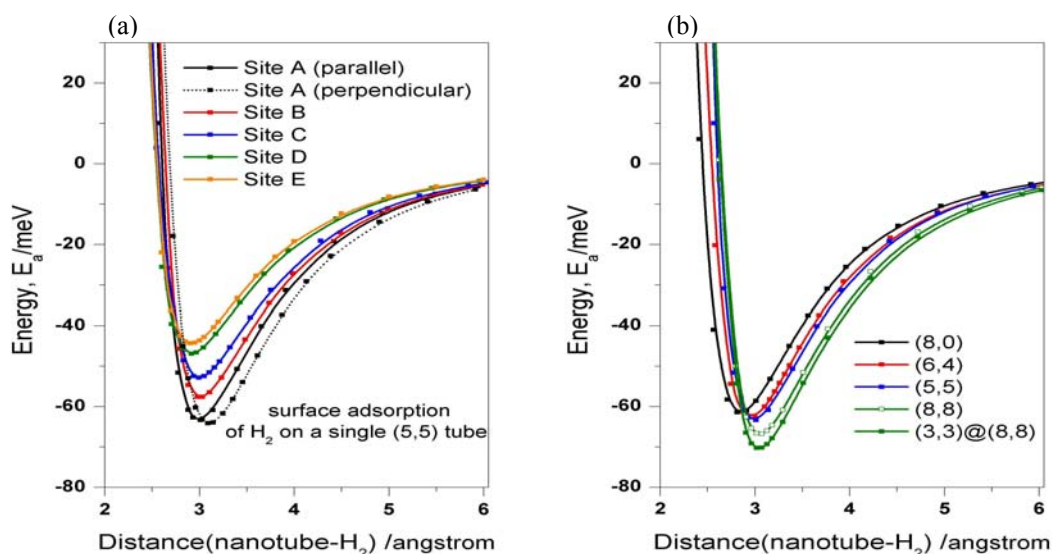 (a)
20
0
-20
-40
-60
-80
2 3 4 5 6
Energy, Ea/meV
Distance(nanotube-H2) /angstrom
Site A (parallel)
Site A (perpendicular)
Site B
Site C
Site D
Site E
surface adsorption
of H2 on a single (5,5) tube
(b)
20
0
-20
-40
-60
-80
2 3 4 5 6
Energy, Ea/meV
Distance(nanotube-H2) /angstrom
(8,0)
(6,4)
(5,5)
(8,8)
(3,3)@(8,8)